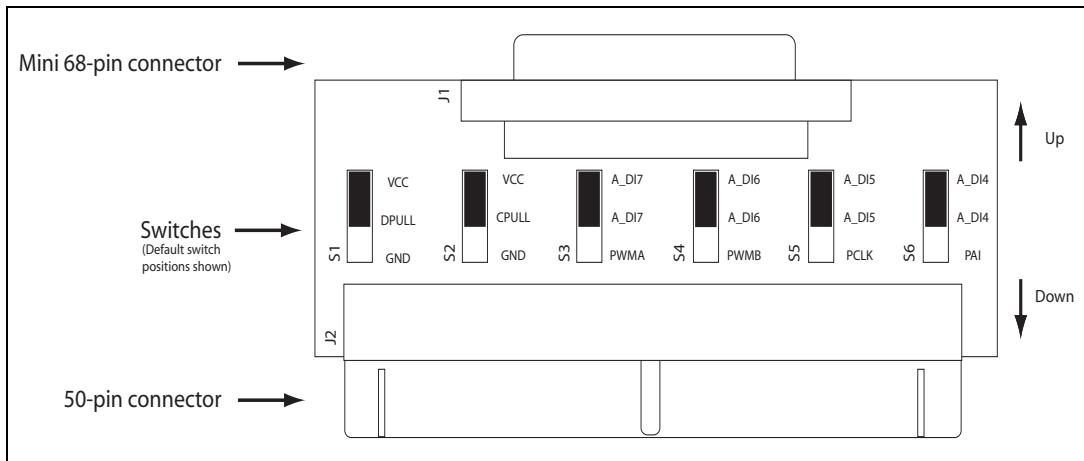 Mini 68-pin connector
J1
Up
VCC
DPULL
GND
S1
VCC
CPULL
GND
S2
A_DI7
A_DI7
PWMA
S3
A_DI6
A_DI6
PWMB
S4
A_DI5
A_DI5
PCLK
S5
A_DI4
A_DI4
PAI
S6
Switches
(Default switch
positions shown)
Down
J2
50-pin connector